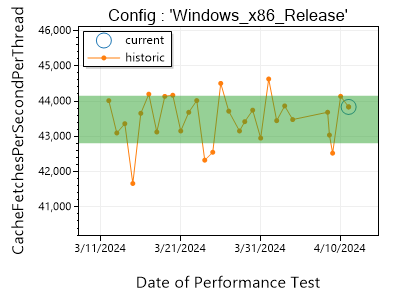 Config : 'Windows_x86_Release'
CacheFetchesPerSecondPerThread
46,000
45,000
44,000
43,000
42,000
41,000
current
historic
3/11/2024
3/21/2024
3/31/2024
4/10/2024
Date of Performance Test